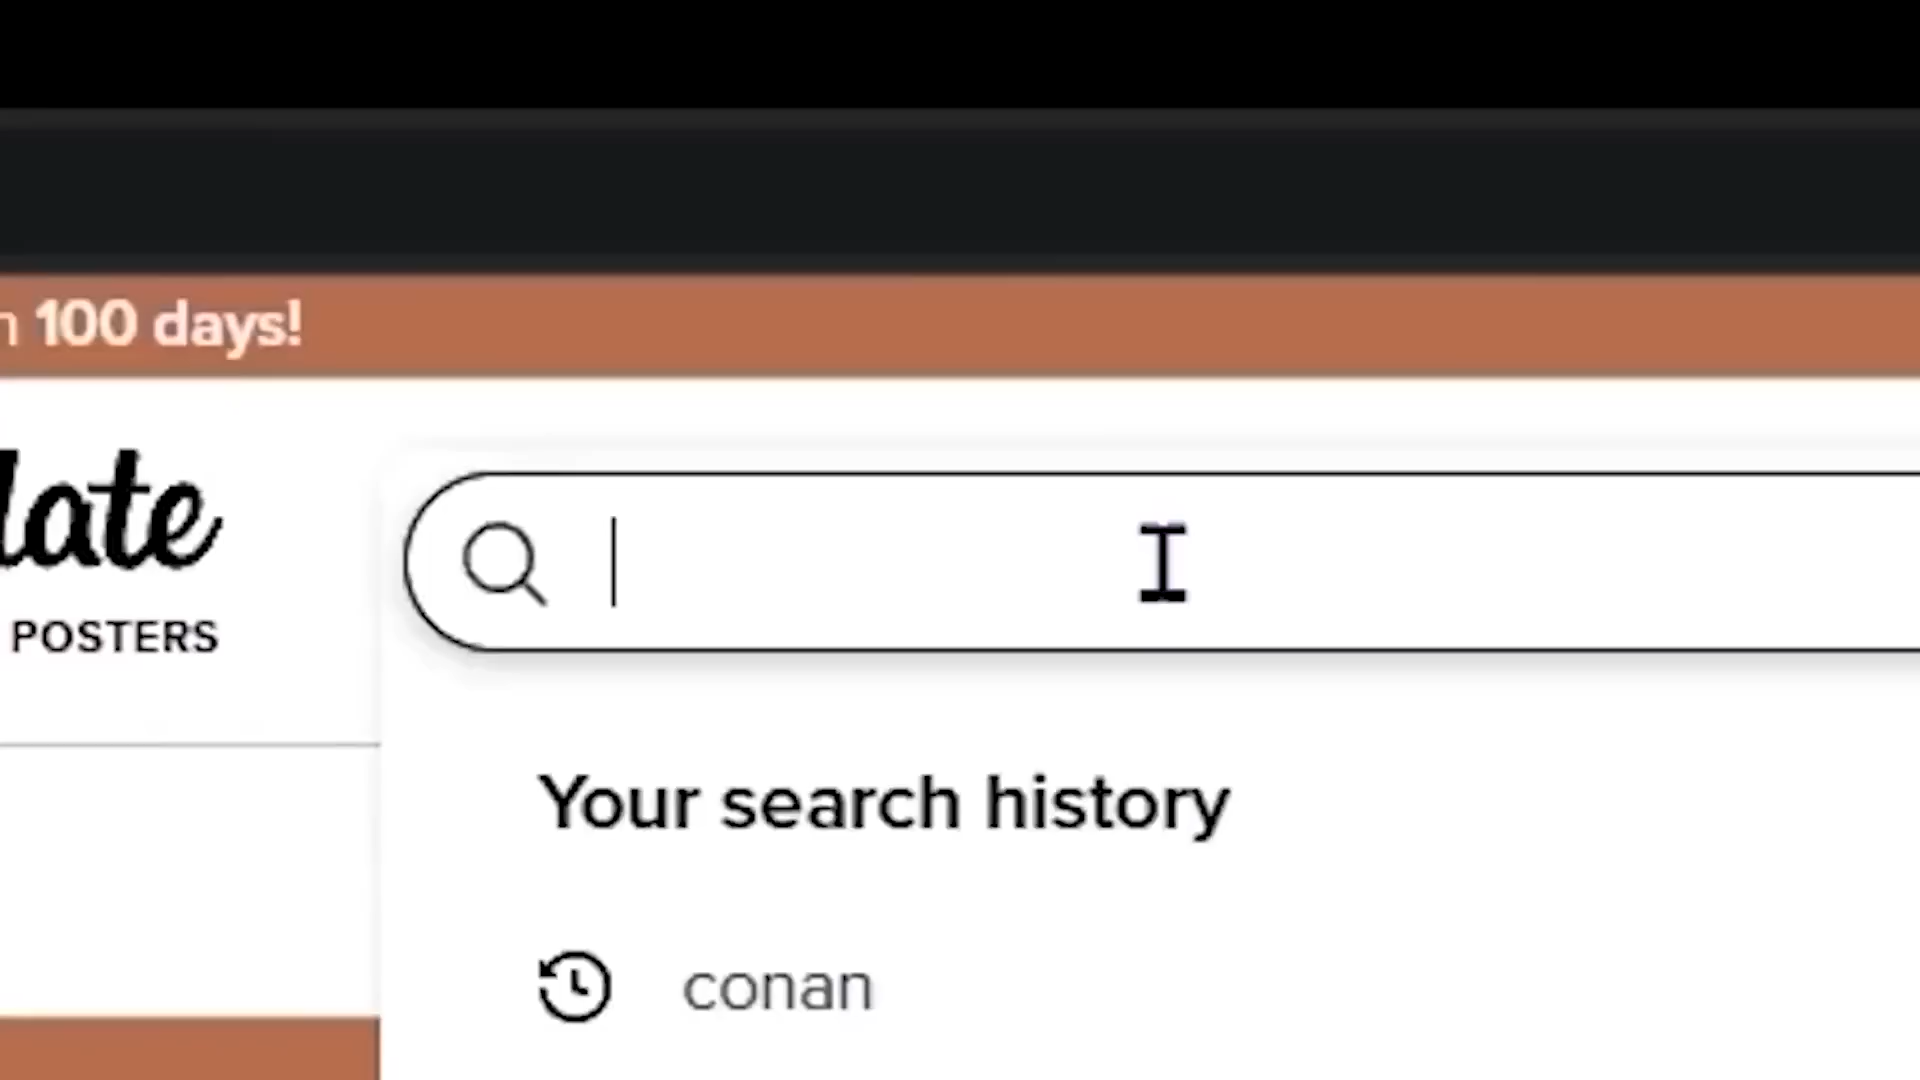 100 days!
late
POSTERS
Your search history
conan